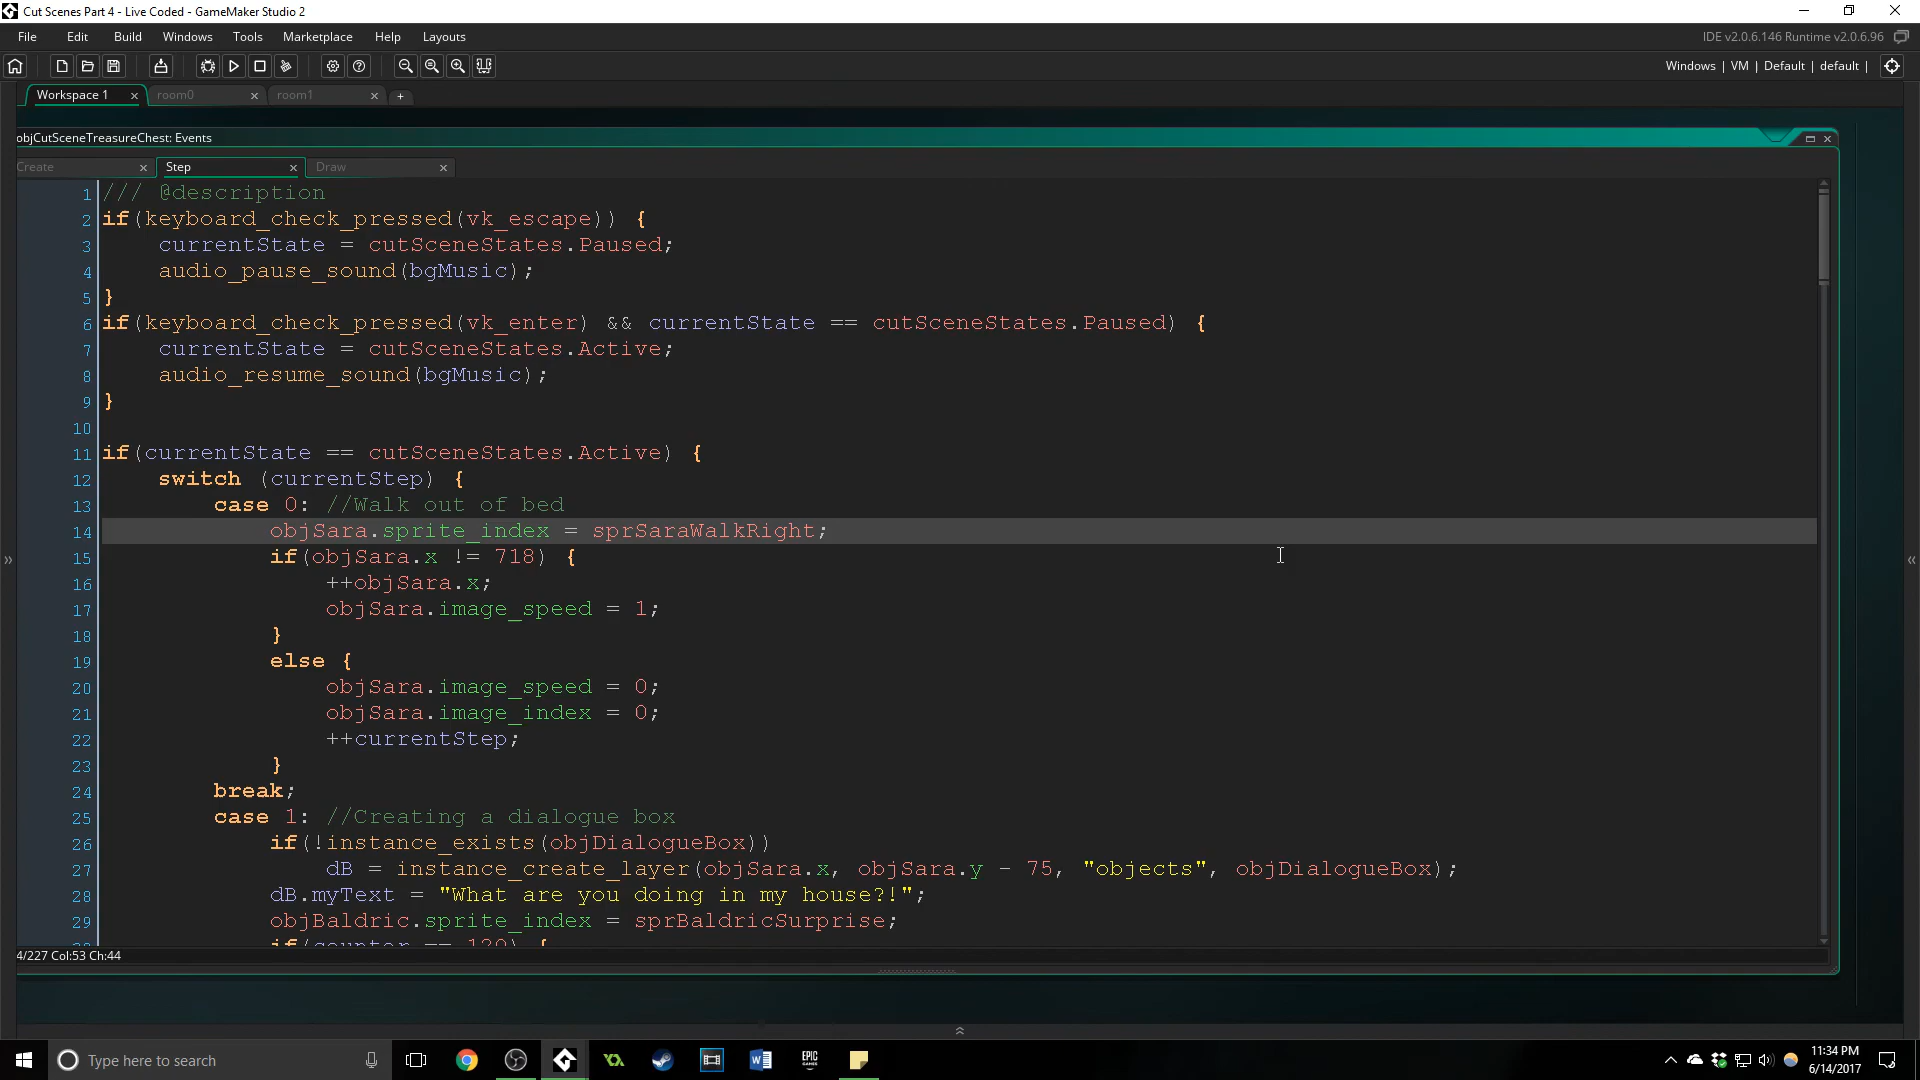 Cut Scenes Part 4 - Live Coded - GameMaker Studio 2
File Edit Build Windows Tools Marketplace Help Layouts
IDE v2.0.6.146 Runtime v2.0.6.96
Windows | VM | Default | default |
Workspace 1 room0 room1
objCutSceneTreasureChest: Events
Create Step Draw
1 /// @description
2 if(keyboard_check_pressed(vk_escape)) {
3 currentState = cutSceneStates.Paused;
4 audio_pause_sound(bgMusic);
5 }
6 if(keyboard_check_pressed(vk_enter) && currentState == cutSceneStates.Paused) {
7 currentState = cutSceneStates.Active;
8 audio_resume_sound(bgMusic);
9 }
10
11 if(currentState == cutSceneStates.Active) {
12 switch (currentStep) {
13 case 0: //Walk out of bed
14 objSara.sprite_index = sprSaraWalkRight;
15 if(objSara.x != 718) {
16 ++objSara.x;
17 objSara.image_speed = 1;
18 }
19 else {
20 objSara.image_speed = 0;
21 objSara.image_index = 0;
22 ++currentStep;
23 }
24 break;
25 case 1: //Creating a dialogue box
26 if(!instance_exists(objDialogueBox))
27 dB = instance_create_layer(objSara.x, objSara.y - 75, "objects", objDialogueBox);
28 dB.myText = "What are you doing in my house?!";
29 objBaldric.sprite_index = sprBaldricSurprise;
if(counter == 120) {
4/227 Col:53 Ch:44
Type here to search
EPIC GAMES
11:34 PM
6/14/2017